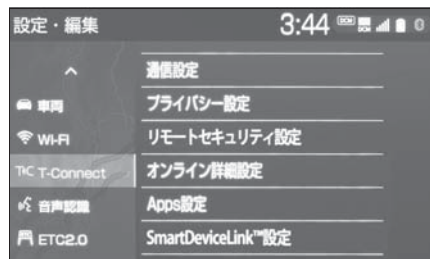 設定・編集
3:44
DCM
通信設定
プライバシー設定
車両
リモートセキュリティ設定
Wi-Fi
オンライン詳細設定
T-Connect
Apps設定
音声認識
SmartDeviceLink™設定
ETC2.0